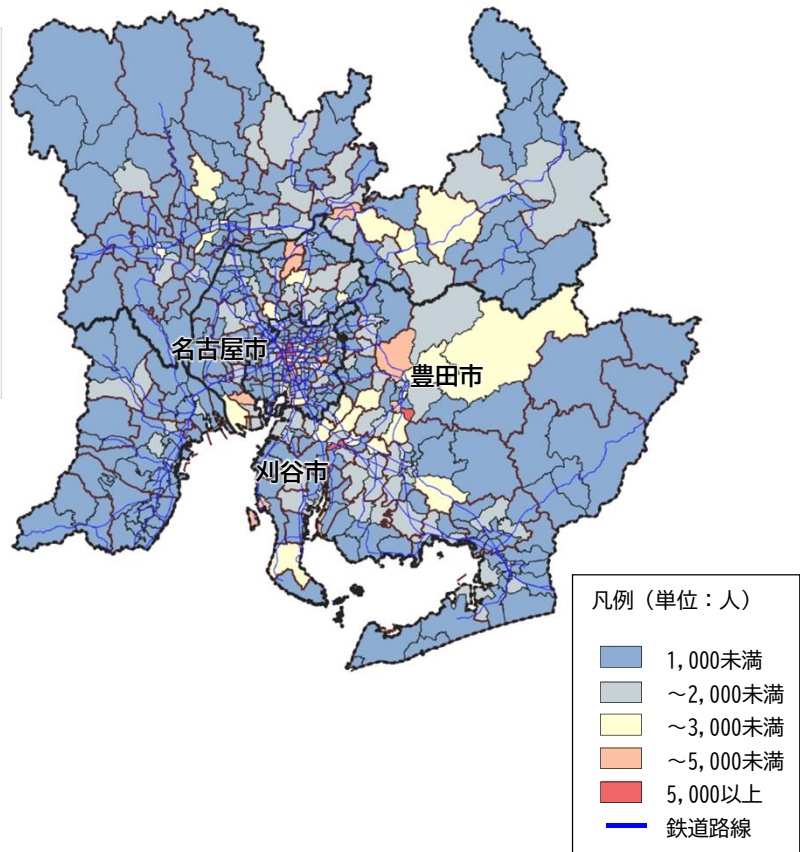 名古屋市
豊田市
刈谷市
凡例（単位：人）
1,000未満
～2,000未満
～3,000未満
～5,000未満
5,000以上
鉄道路線